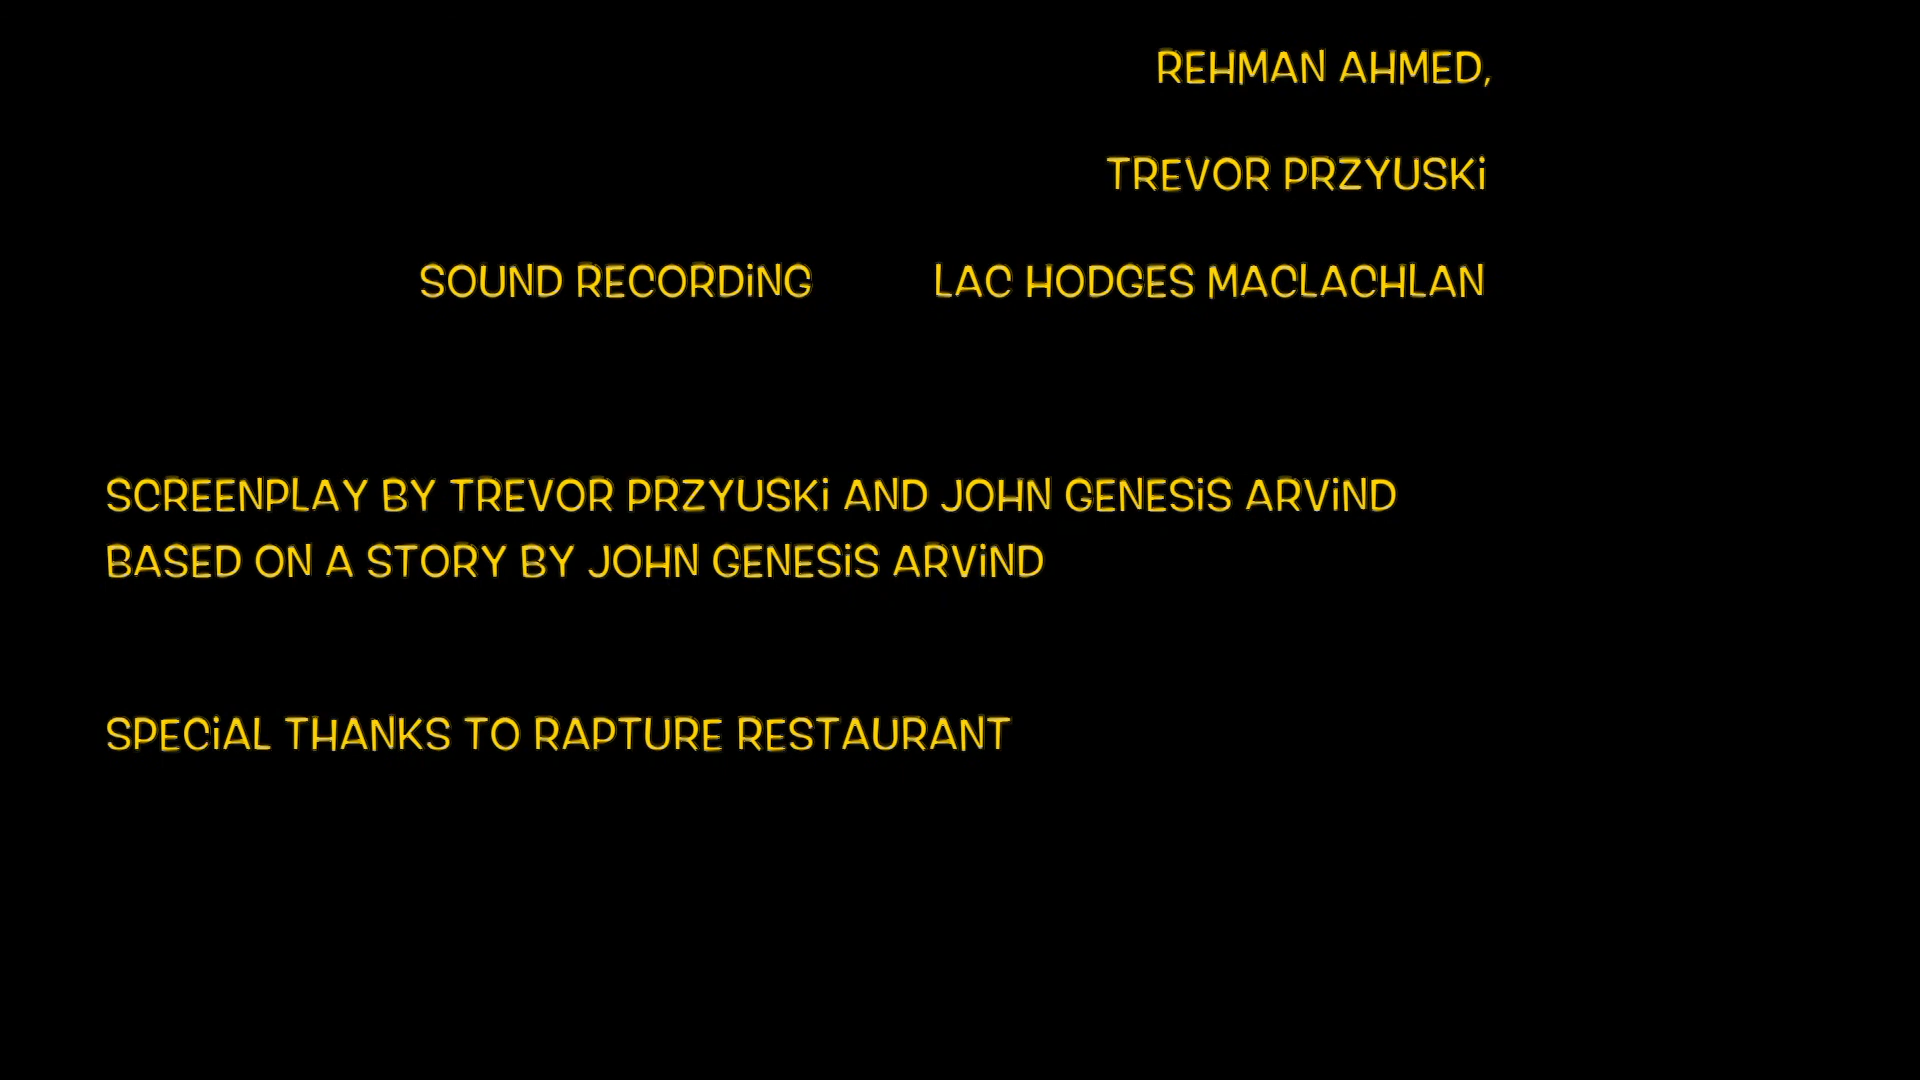 REHMAN AHMED,
TREVOR PRZYUSKi
SOUND RECORDiNG LAC HODGES MACLACHLAN
SCREENPLAY BY TREVOR PRZYUSKi AND JOHN GENESiS ARViND
BASED ON A STORY BY JOHN GENESiS ARViND
SPECiAL THANKS TO RAPTURE RESTAURANT